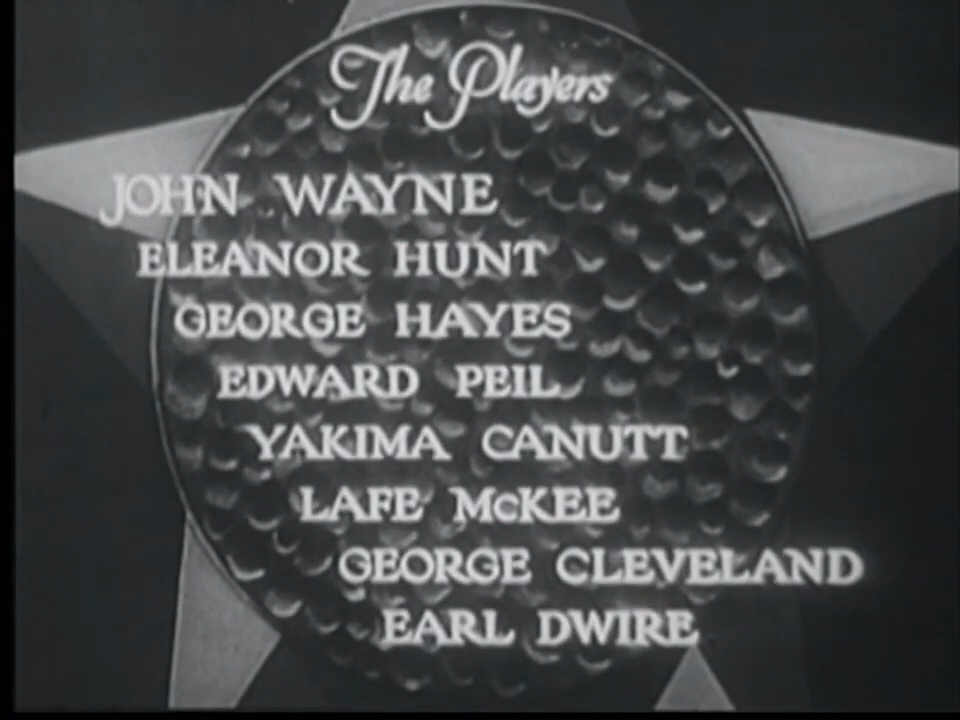 The Players
JOHN WAYNE
ELEANOR HUNT
GEORGE HAYES
EDWARD PEIL
YAKIMA CANUTT
LAFE McKEE
GEORGE CLEVELAND
EARL DWIRE